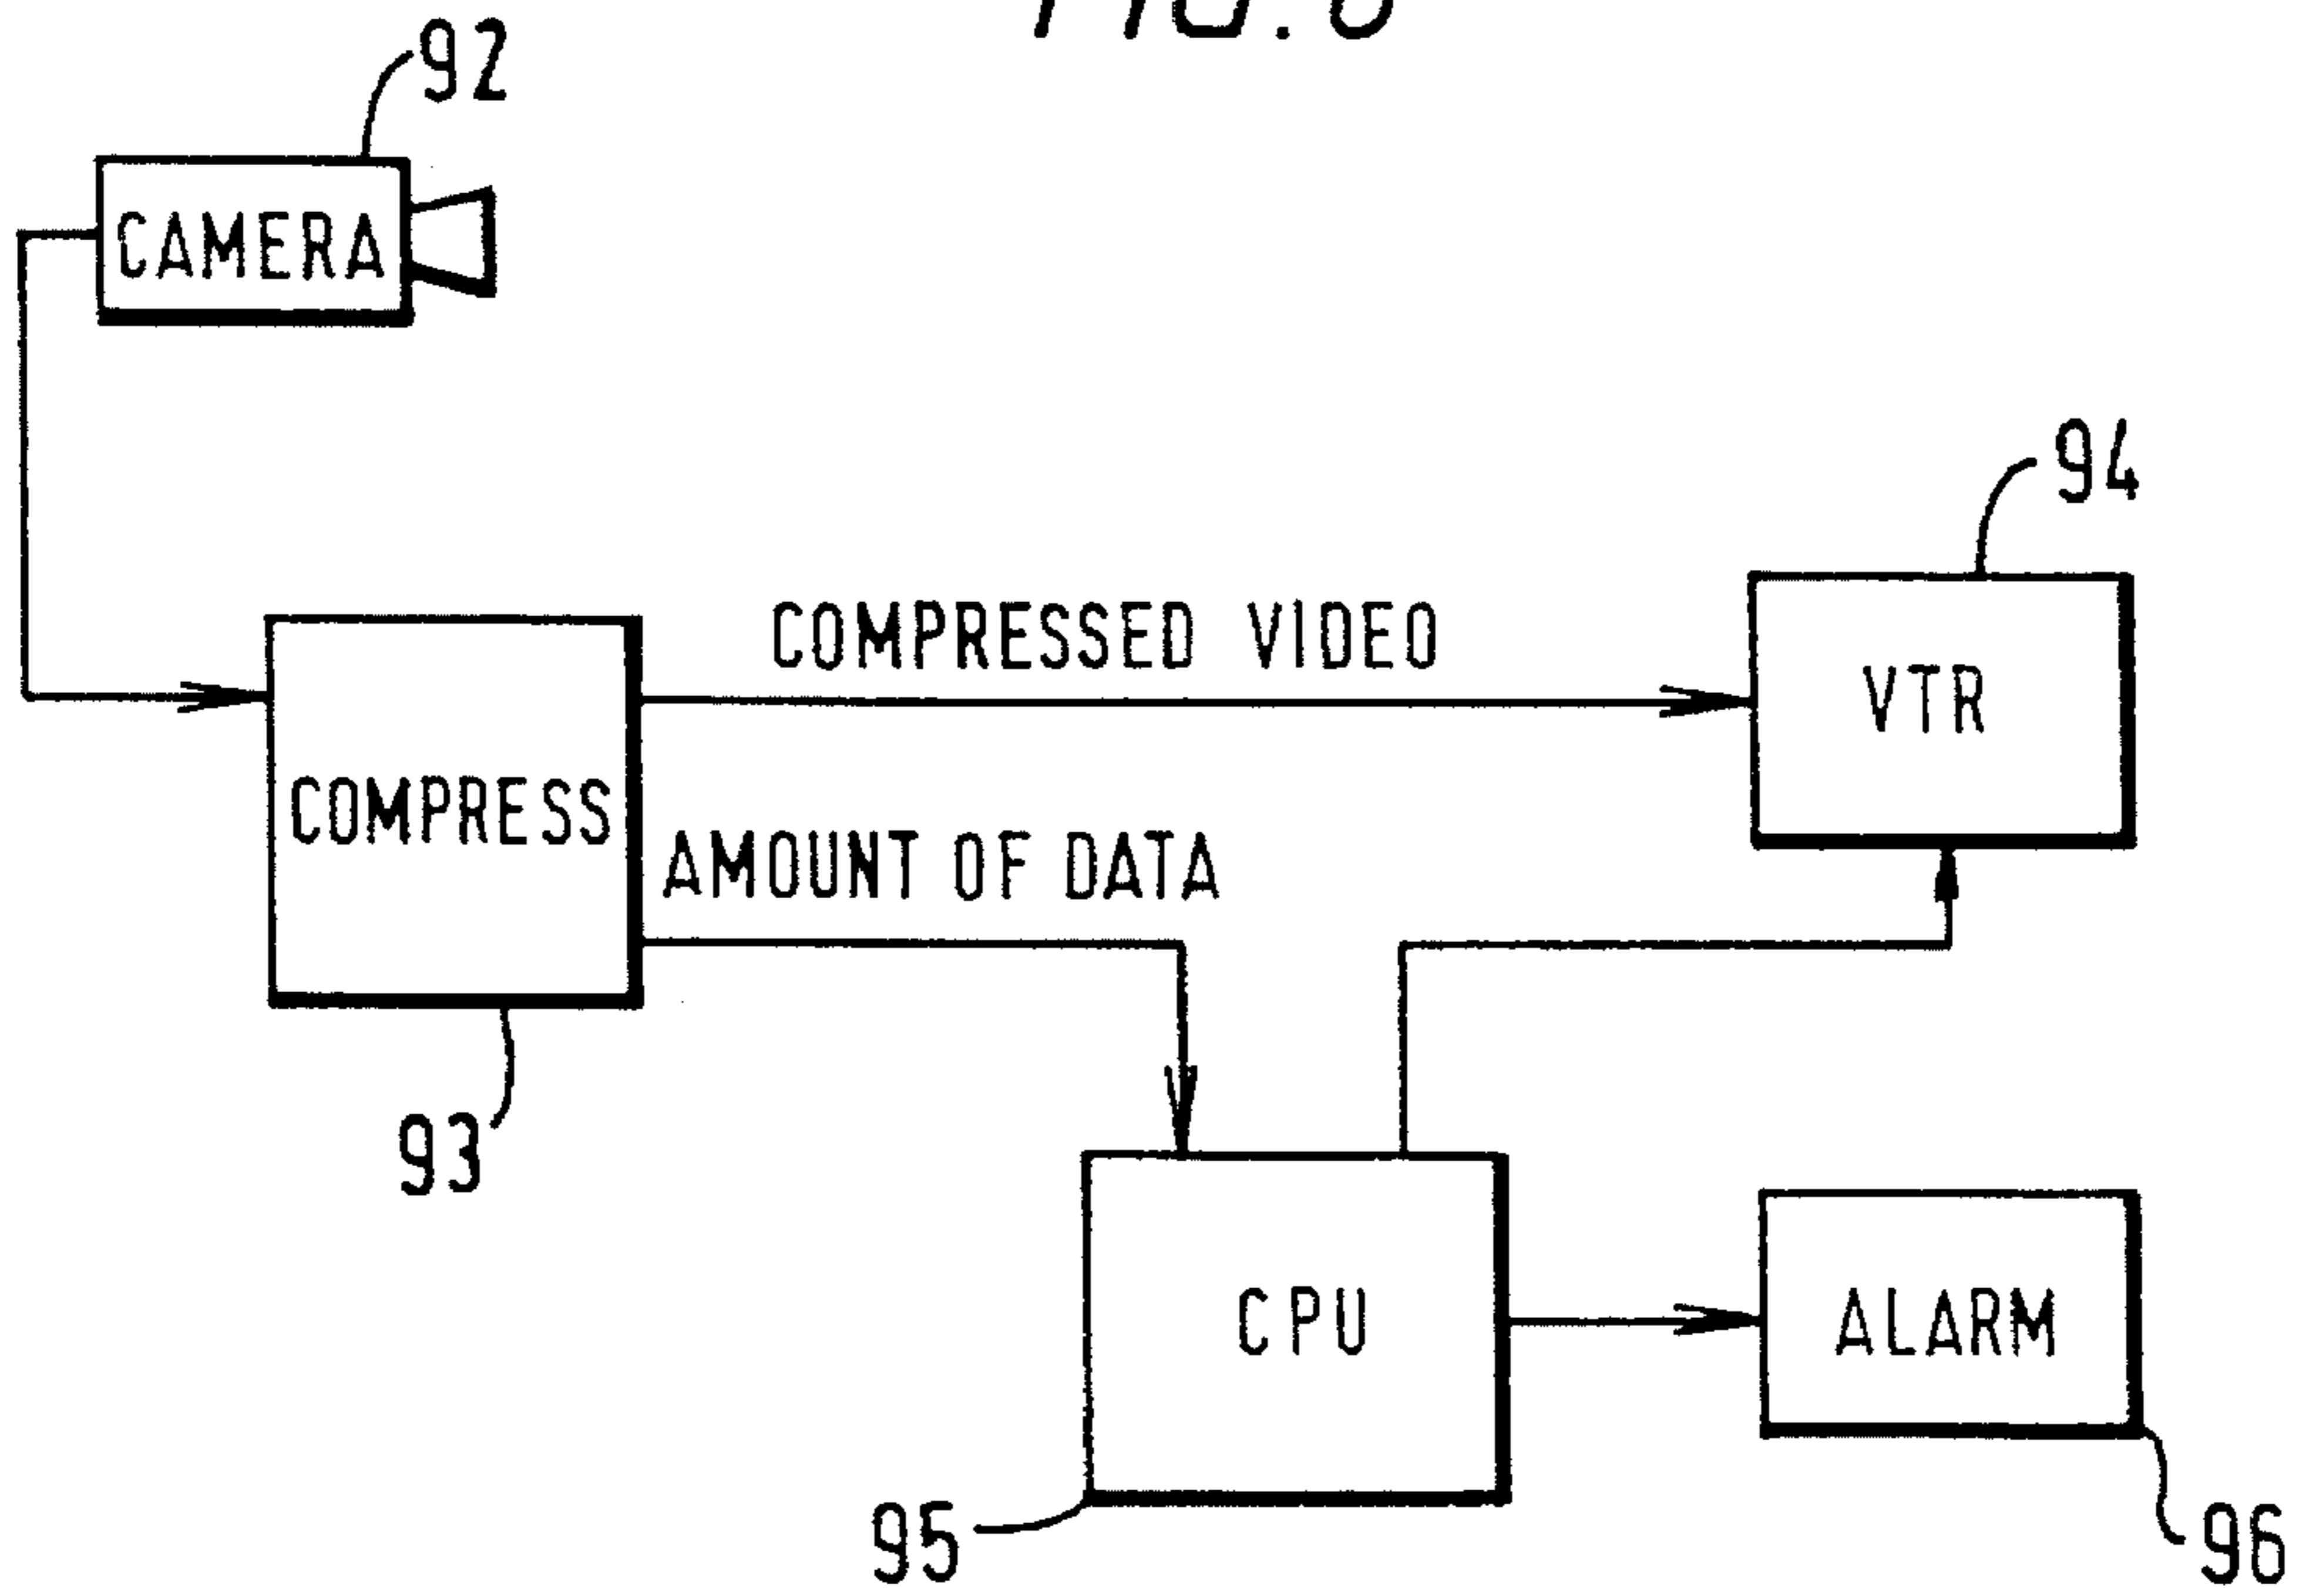 92
CAMERA
94
COMPRESSED VIDEO
VTR
COMPRESS
AMOUNT OF DATA
93
CPU
ALARM
95
96